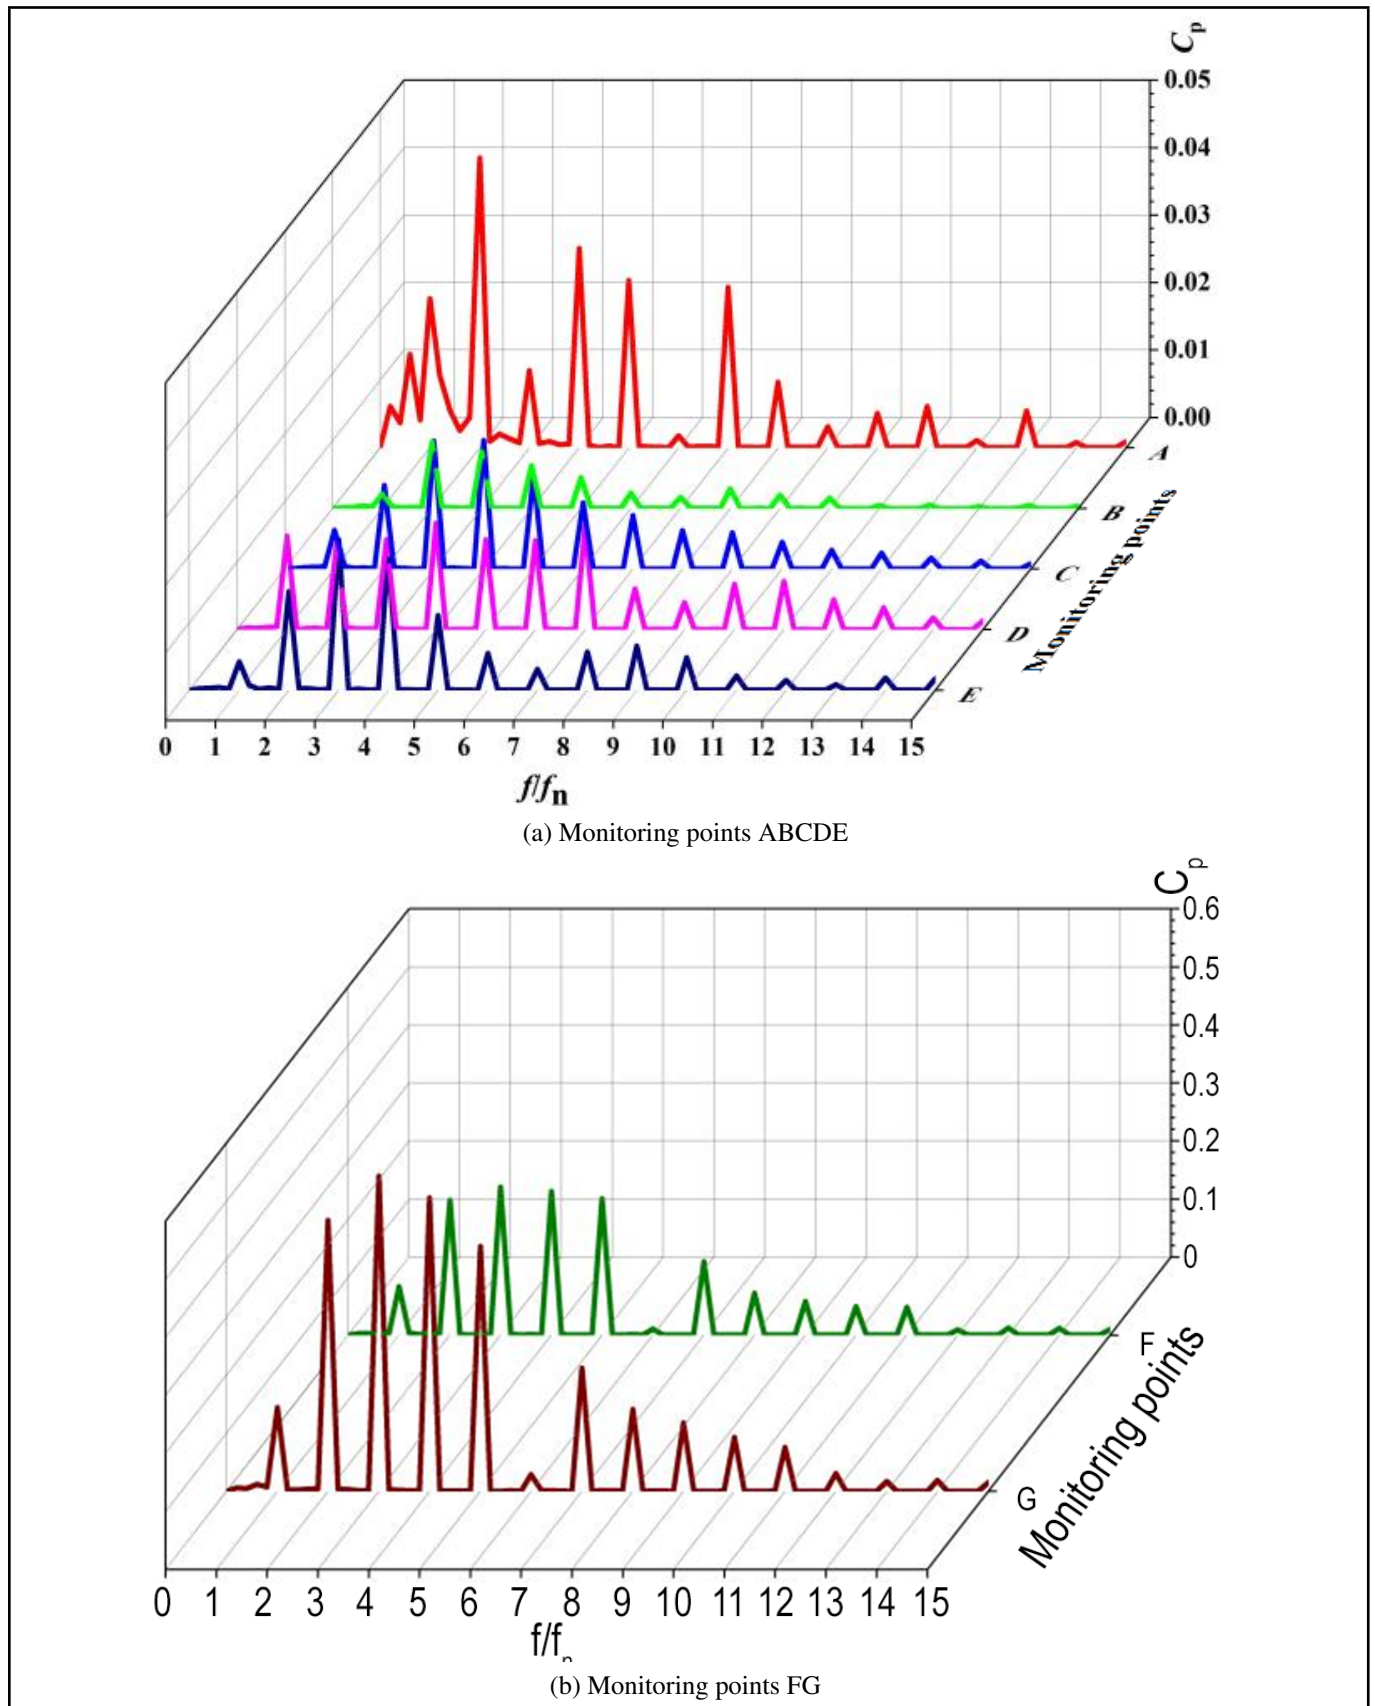 Cp
0.05
0.04
0.03
0.02
0.01
0.00
A
B
C
D
E
Monitoring points
0 1 2 3 4 5 6 7 8 9 10 11 12 13 14 15
f/fn
(a) Monitoring points ABCDE
Cp
0.6
0.5
0.4
0.3
0.2
0.1
0
F
G
Monitoring points
0 1 2 3 4 5 6 7 8 9 10 11 12 13 14 15
f/fn
(b) Monitoring points FG